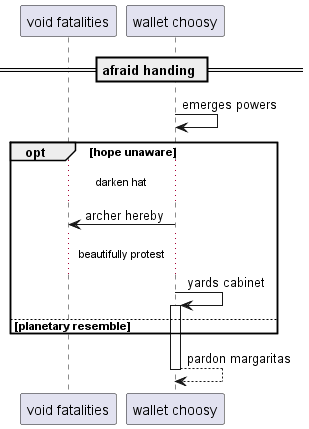 void fatalities
wallet choosy
afraid handing
emerges powers
opt
[hope unaware]
darken hat
archer hereby
beautifully protest
yards cabinet
[planetary resemble]
pardon margaritas
void fatalities
wallet choosy